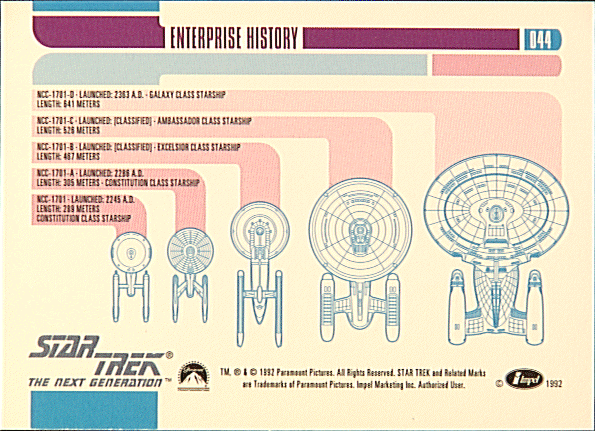 ENTERPRISE HISTORY
044
NCC-1701-D - LAUNCHED: 2363 A.D. - GALAXY CLASS STARSHIP
LENGTH: 641 METERS
NCC-1701-C - LAUNCHED: [CLASSIFIED] - AMBASSADOR CLASS STARSHIP
LENGTH: 526 METERS
NCC-1701-B - LAUNCHED: [CLASSIFIED] - EXCELSIOR CLASS STARSHIP
LENGTH: 467 METERS
NCC-1701-A - LAUNCHED: 2286 A.D.
LENGTH: 305 METERS - CONSTITUTION CLASS STARSHIP
NCC-1701 - LAUNCHED: 2245 A.D.
LENGTH: 289 METERS
CONSTITUTION CLASS STARSHIP
STAR TREK®
THE NEXT GENERATION™
TM, ® & © 1992 Paramount Pictures. All Rights Reserved. STAR TREK and Related Marks
are Trademarks of Paramount Pictures. Impel Marketing Inc. Authorized User.
© impel 1992